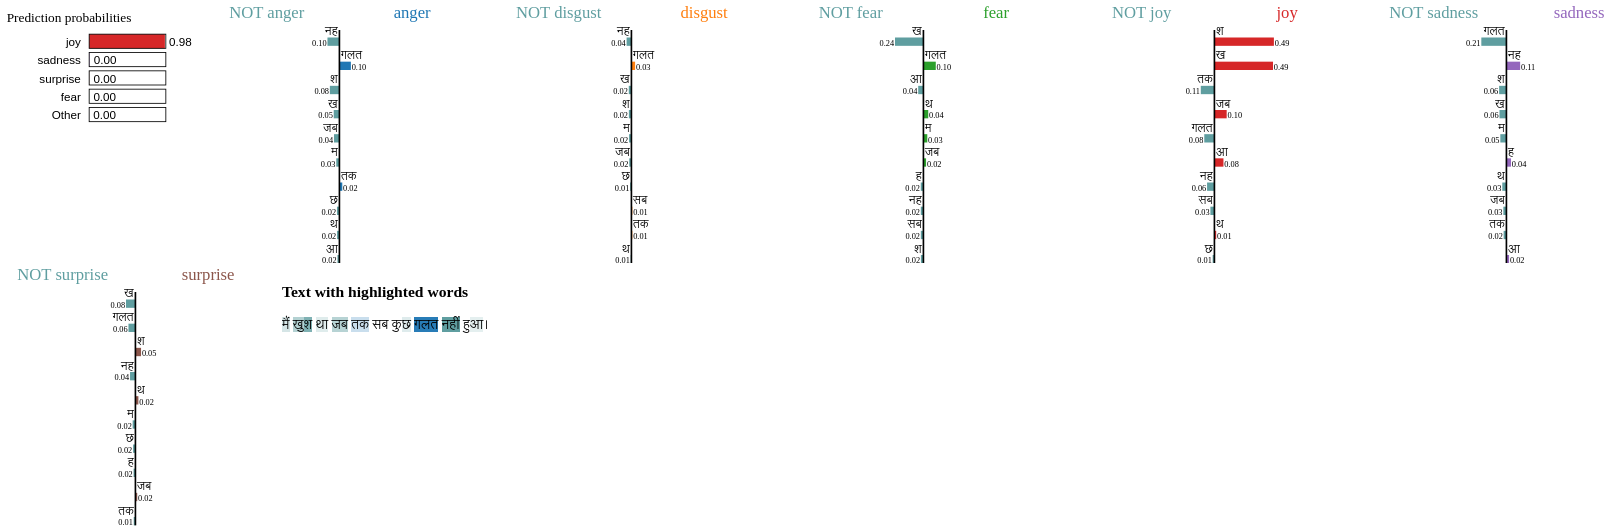 Prediction probabilities
joy 0.98
sadness 0.00
surprise 0.00
fear 0.00
Other 0.00
NOT anger anger
नह
0.10
गलत
0.10
श
0.08
ख
0.05
जब
0.04
म
0.03
तक
0.02
छ
0.02
थ
0.02
आ
0.02
NOT disgust disgust
नह
0.04
गलत
0.03
ख
0.02
श
0.02
म
0.02
जब
0.02
छ
0.01
सब
0.01
तक
0.01
थ
0.01
NOT fear fear
ख
0.24
गलत
0.10
आ
0.04
थ
0.04
म
0.03
जब
0.02
ह
0.02
नह
0.02
सब
0.02
श
0.02
NOT joy joy
श
0.49
ख
0.49
तक
0.11
जब
0.10
गलत
0.08
आ
0.08
नह
0.06
सब
0.03
थ
0.01
छ
0.01
NOT sadness sadness
गलत
0.21
नह
0.11
श
0.06
ख
0.06
म
0.05
ह
0.04
थ
0.03
जब
0.03
तक
0.02
आ
0.02
NOT surprise surprise
ख
0.08
गलत
0.06
श
0.05
नह
0.04
थ
0.02
म
0.02
छ
0.02
ह
0.02
जब
0.02
तक
0.01
Text with highlighted words
मैं खुश था जब तक सब कुछ गलत नहीं हुआ।